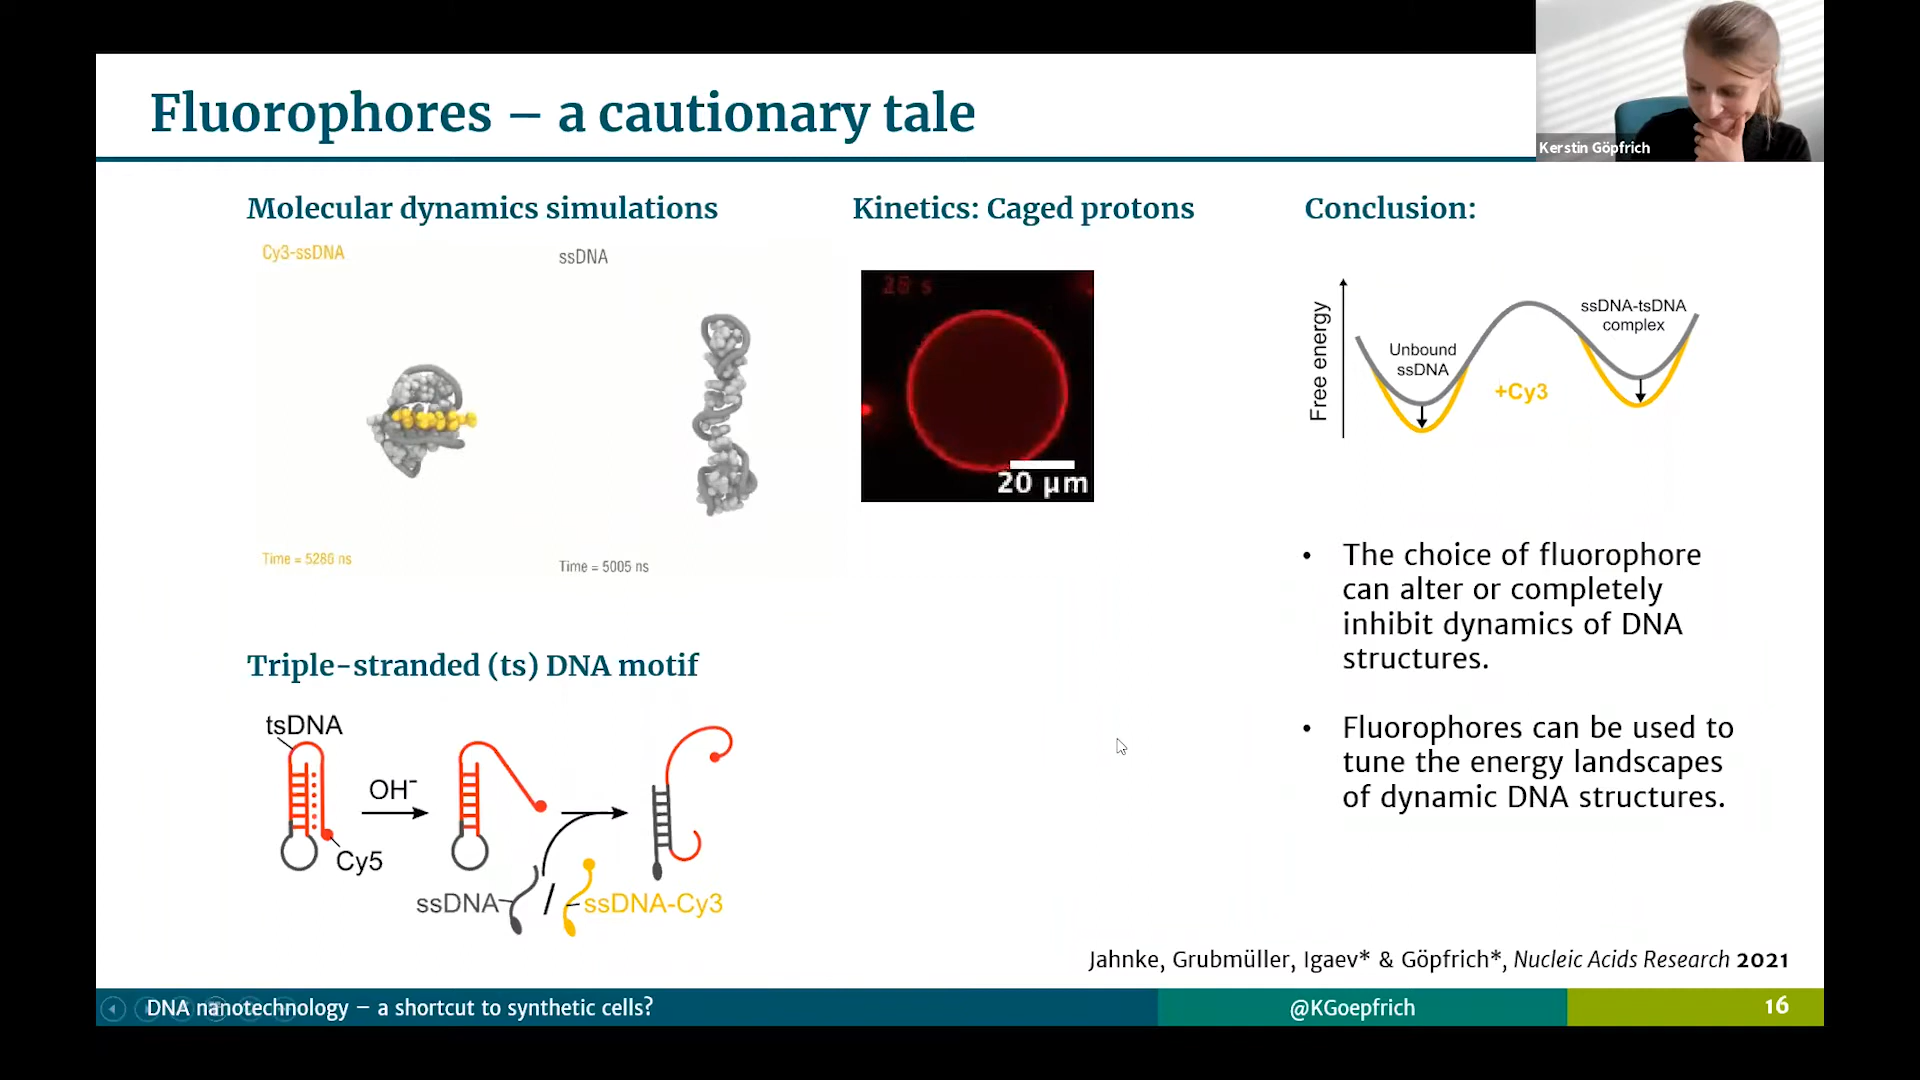 Fluorophores – a cautionary tale
Kerstin Göpfrich
Molecular dynamics simulations
Cy3-ssDNA
ssDNA
Time = 5286 ns
Time = 5005 ns
Kinetics: Caged protons
20 µm
Conclusion:
Free energy
Unbound
ssDNA
+Cy3
ssDNA-tsDNA
complex
• The choice of fluorophore
can alter or completely
inhibit dynamics of DNA
structures.
• Fluorophores can be used to
tune the energy landscapes
of dynamic DNA structures.
Triple-stranded (ts) DNA motif
tsDNA
OH⁻
Cy5
ssDNA
/
ssDNA-Cy3
Jahnke, Grubmüller, Igaev* & Göpfrich*, Nucleic Acids Research 2021
DNA nanotechnology – a shortcut to synthetic cells?
@KGoepfrich
16